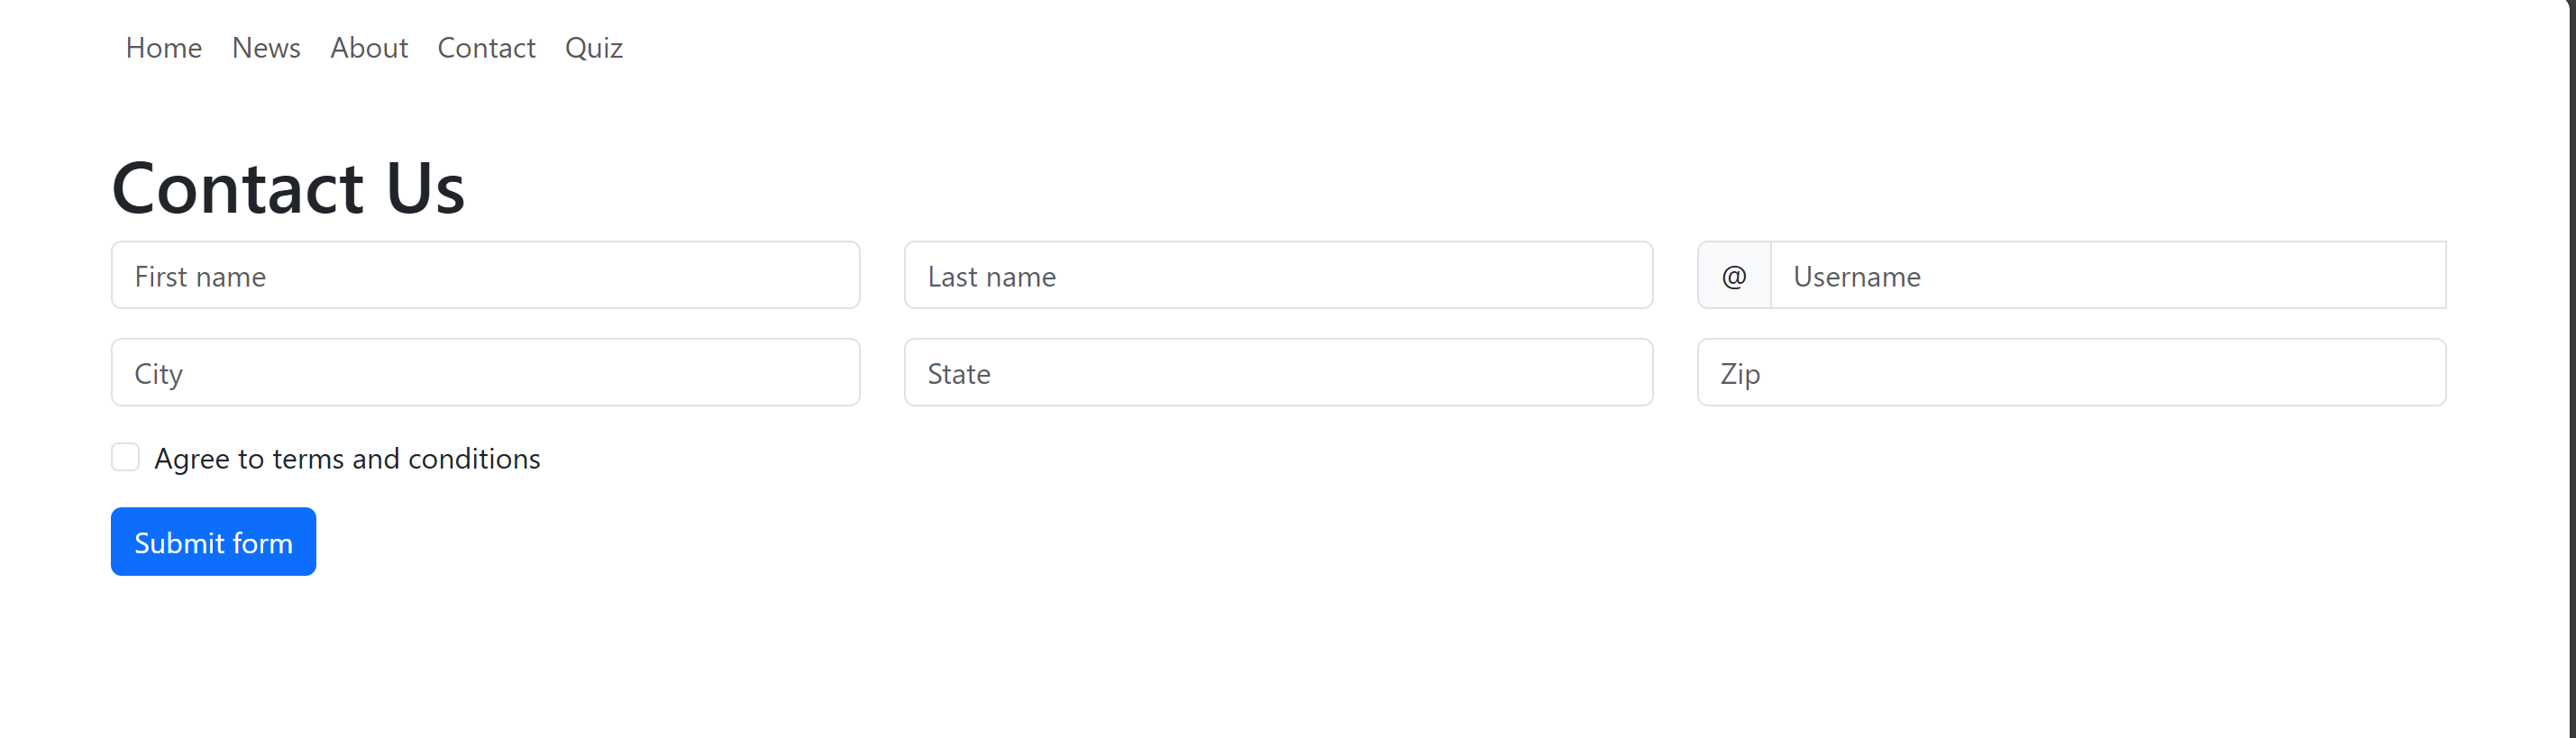 Home News About Contact Quiz
Contact Us
First name Last name @ Username
City State Zip
Agree to terms and conditions
Submit form